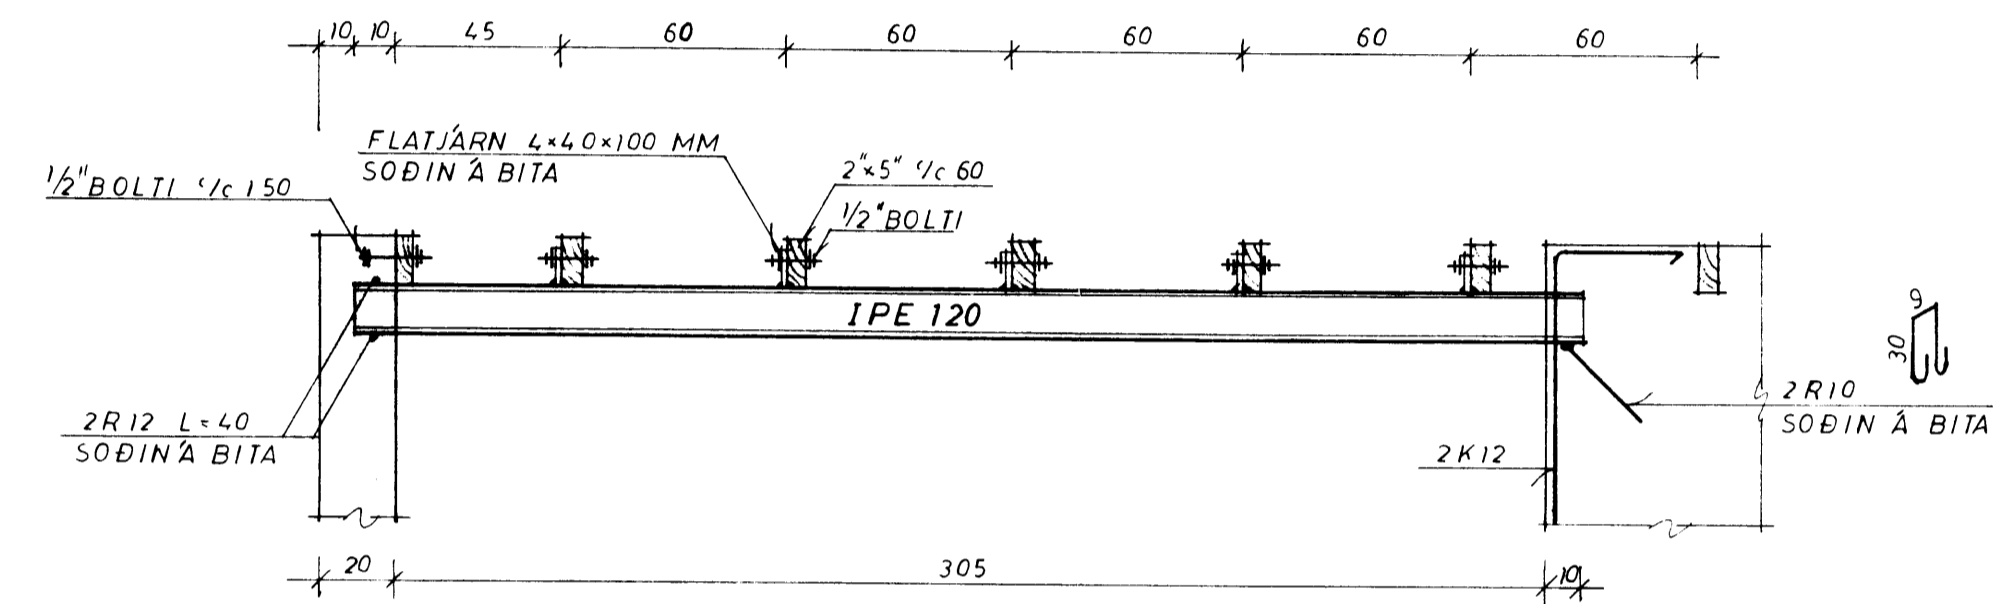 10 10 45 60 60 60 60 60
FLATJÁRN 4×40×100 MM
SOÐIN Á BITA
2"×5" c/c 60
1/2" BOLTI c/c 150
1/2" BOLTI
IPE 120
9
30
2R12 L=40
SOÐIN Á BITA
2R10
SOÐIN Á BITA
2K12
20 305 10